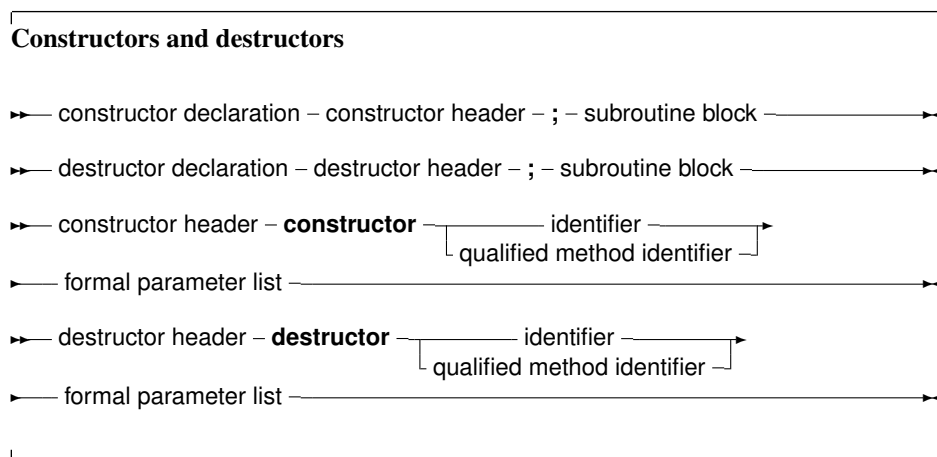 Constructors and destructors
constructor declaration constructor header ; subroutine block
destructor declaration destructor header ; subroutine block
constructor header constructor identifier
qualified method identifier
formal parameter list
destructor header destructor identifier
qualified method identifier
formal parameter list